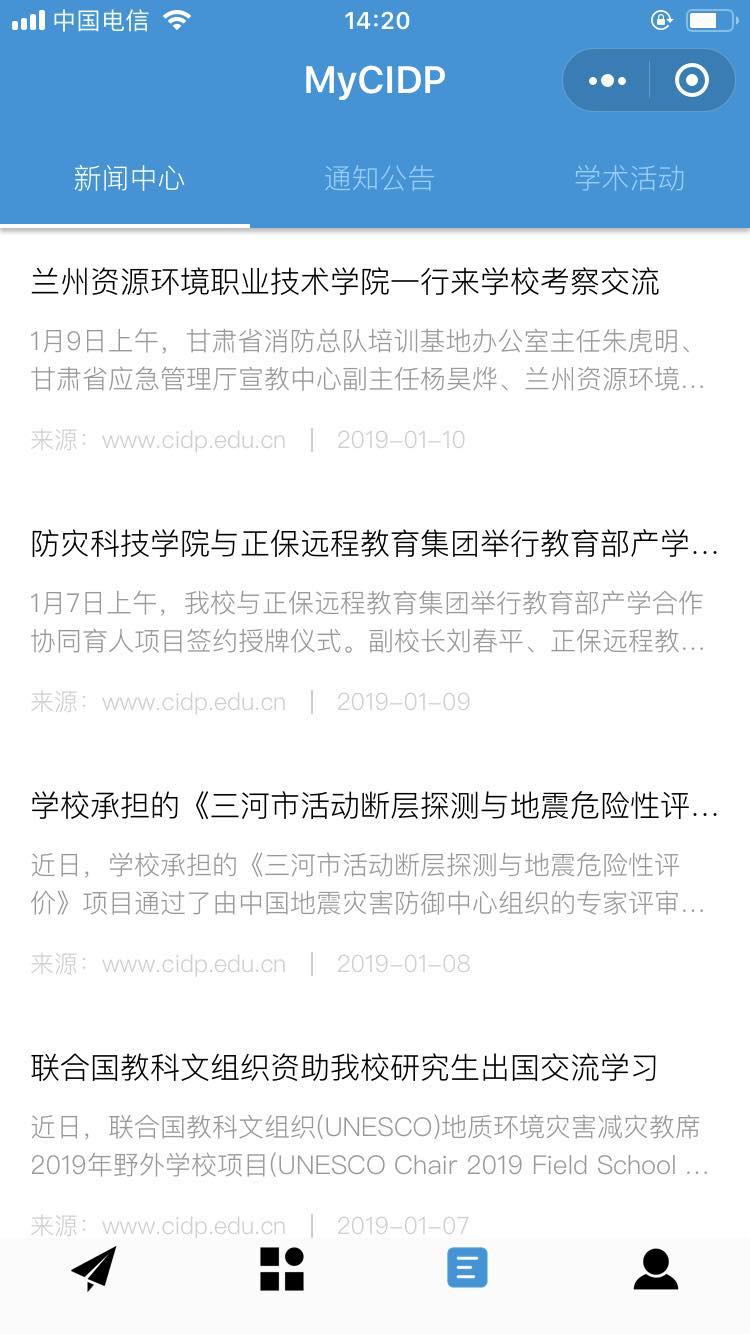 中国电信
14:20
MyCIDP
新闻中心
通知公告
学术活动
兰州资源环境职业技术学院一行来学校考察交流
1月9日上午，甘肃省消防总队培训基地办公室主任朱虎明、
甘肃省应急管理厅宣教中心副主任杨昊烨、兰州资源环境...
来源：www.cidp.edu.cn | 2019-01-10
防灾科技学院与正保远程教育集团举行教育部产学...
1月7日上午，我校与正保远程教育集团举行教育部产学合作
协同育人项目签约授牌仪式。副校长刘春平、正保远程教...
来源：www.cidp.edu.cn | 2019-01-09
学校承担的《三河市活动断层探测与地震危险性评...
近日，学校承担的《三河市活动断层探测与地震危险性评
价》项目通过了由中国地震灾害防御中心组织的专家评审...
来源：www.cidp.edu.cn | 2019-01-08
联合国教科文组织资助我校研究生出国交流学习
近日，联合国教科文组织(UNESCO)地质环境灾害减灾教席
2019年野外学校项目(UNESCO Chair 2019 Field School ...
来源：www.cidp.edu.cn | 2019-01-07